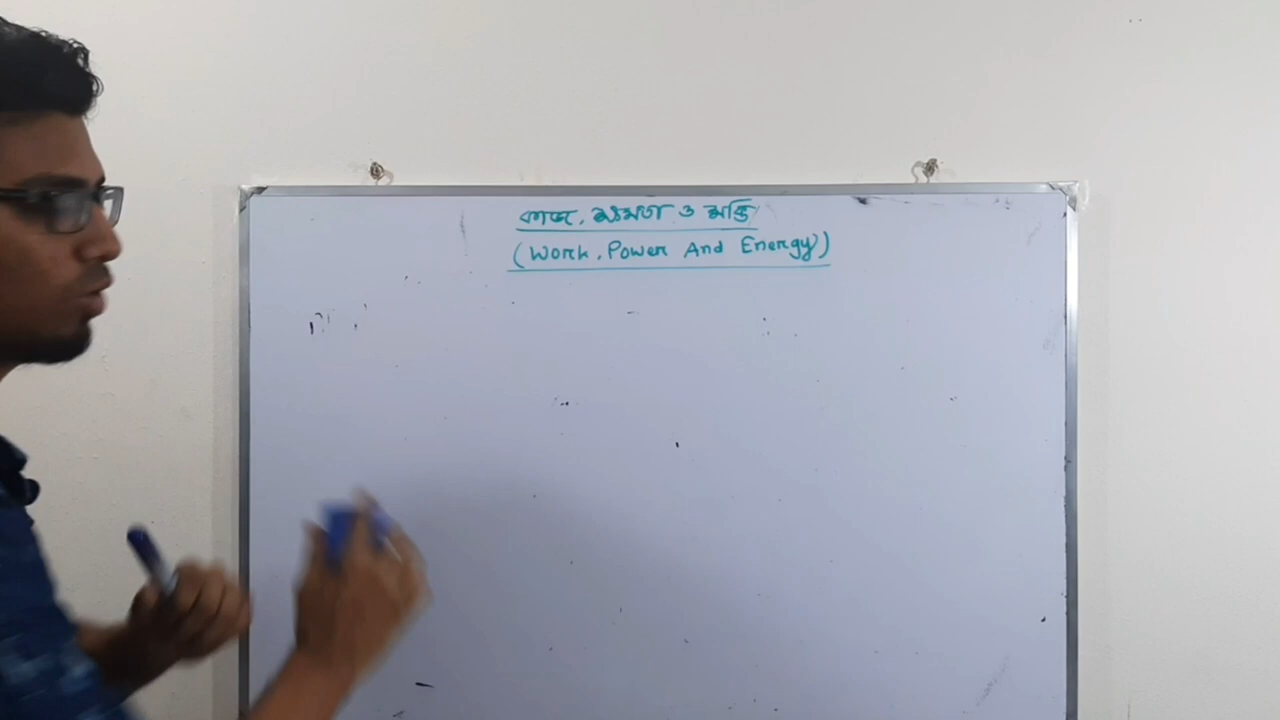 কাজ, ক্ষমতা ও শক্তি
(Work, Power And Energy)